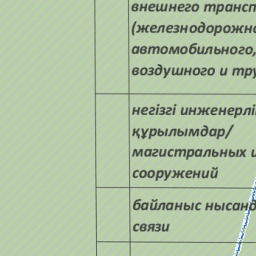 внешнего трансп
(железнодорожно
автомобильного,
воздушного и тру
негізгі инженерлі
құрылымдар/
магистральных и
сооружений
байланыс нысанд
связи